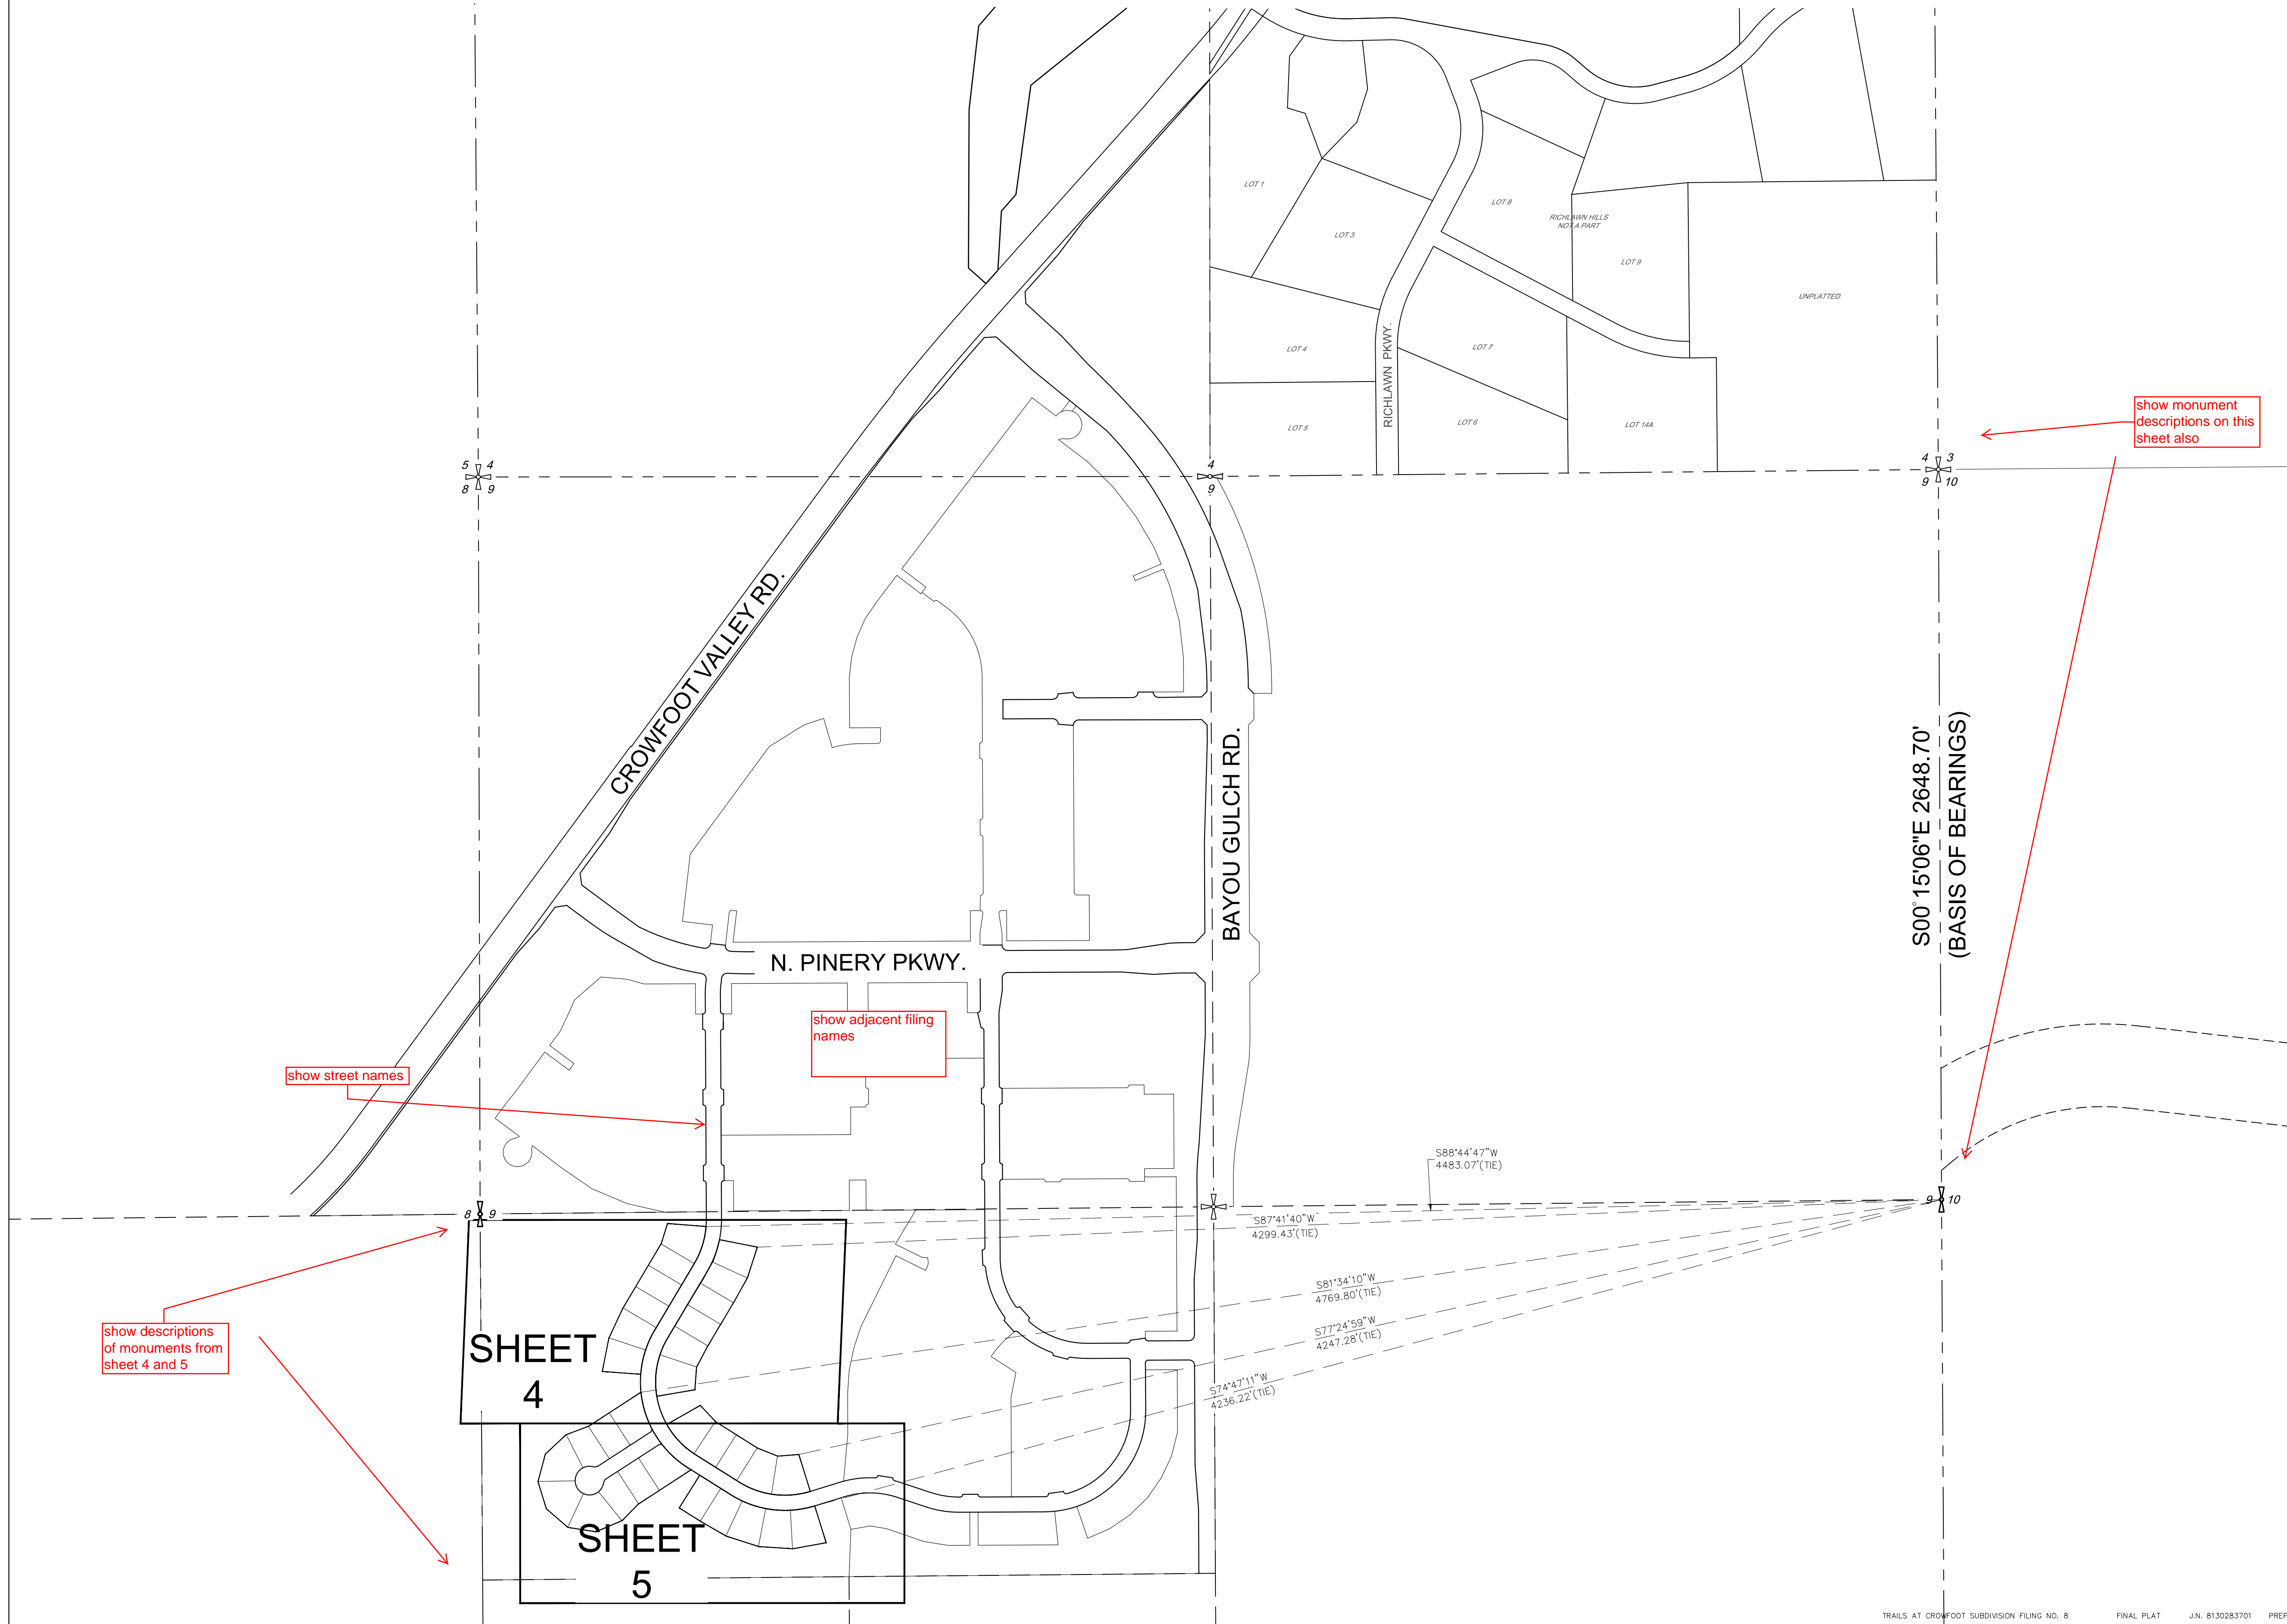 LOT 1
LOT 8
RICHLAWN HILLS
NOT A PART
LOT 3
LOT 9
UNPLATTED
LOT 4
LOT 7
RICHLAWN PKWY.
LOT 5
LOT 6
LOT 14A
show monument
descriptions on this
sheet also
5 4
8 9
4
9
4 3
9 10
CROWFOOT VALLEY RD.
BAYOU GULCH RD.
S00°15'06"E 2648.70'
(BASIS OF BEARINGS)
N. PINERY PKWY.
show adjacent filing
names
show street names
S88°44'47"W
4483.07'(TIE)
8 9
9 10
S87°41'40"W
4299.43'(TIE)
S81°34'10"W
4769.80'(TIE)
S77°24'59"W
4247.28'(TIE)
S74°47'11"W
4236.22'(TIE)
show descriptions
of monuments from
sheet 4 and 5
SHEET
4
SHEET
5
TRAILS AT CROWFOOT SUBDIVISION FILING NO. 8 FINAL PLAT J.N. 8130283701 PREF